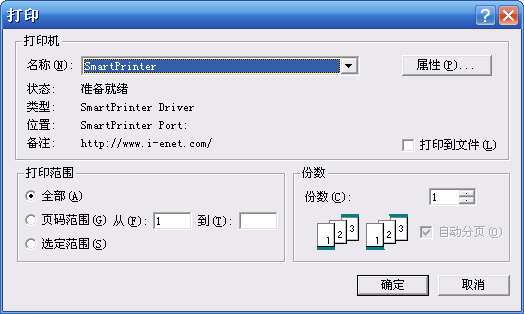 打印
打印机
名称(N): SmartPrinter 属性(P)...
状态: 准备就绪
类型: SmartPrinter Driver
位置: SmartPrinter Port:
备注: http://www.i-enet.com/ 打印到文件(L)
打印范围
全部(A)
页码范围(G) 从(F): 1 到(T):
选定范围(S)
份数
份数(C): 1
1 2 3 1 2 3 自动分页(O)
确定 取消